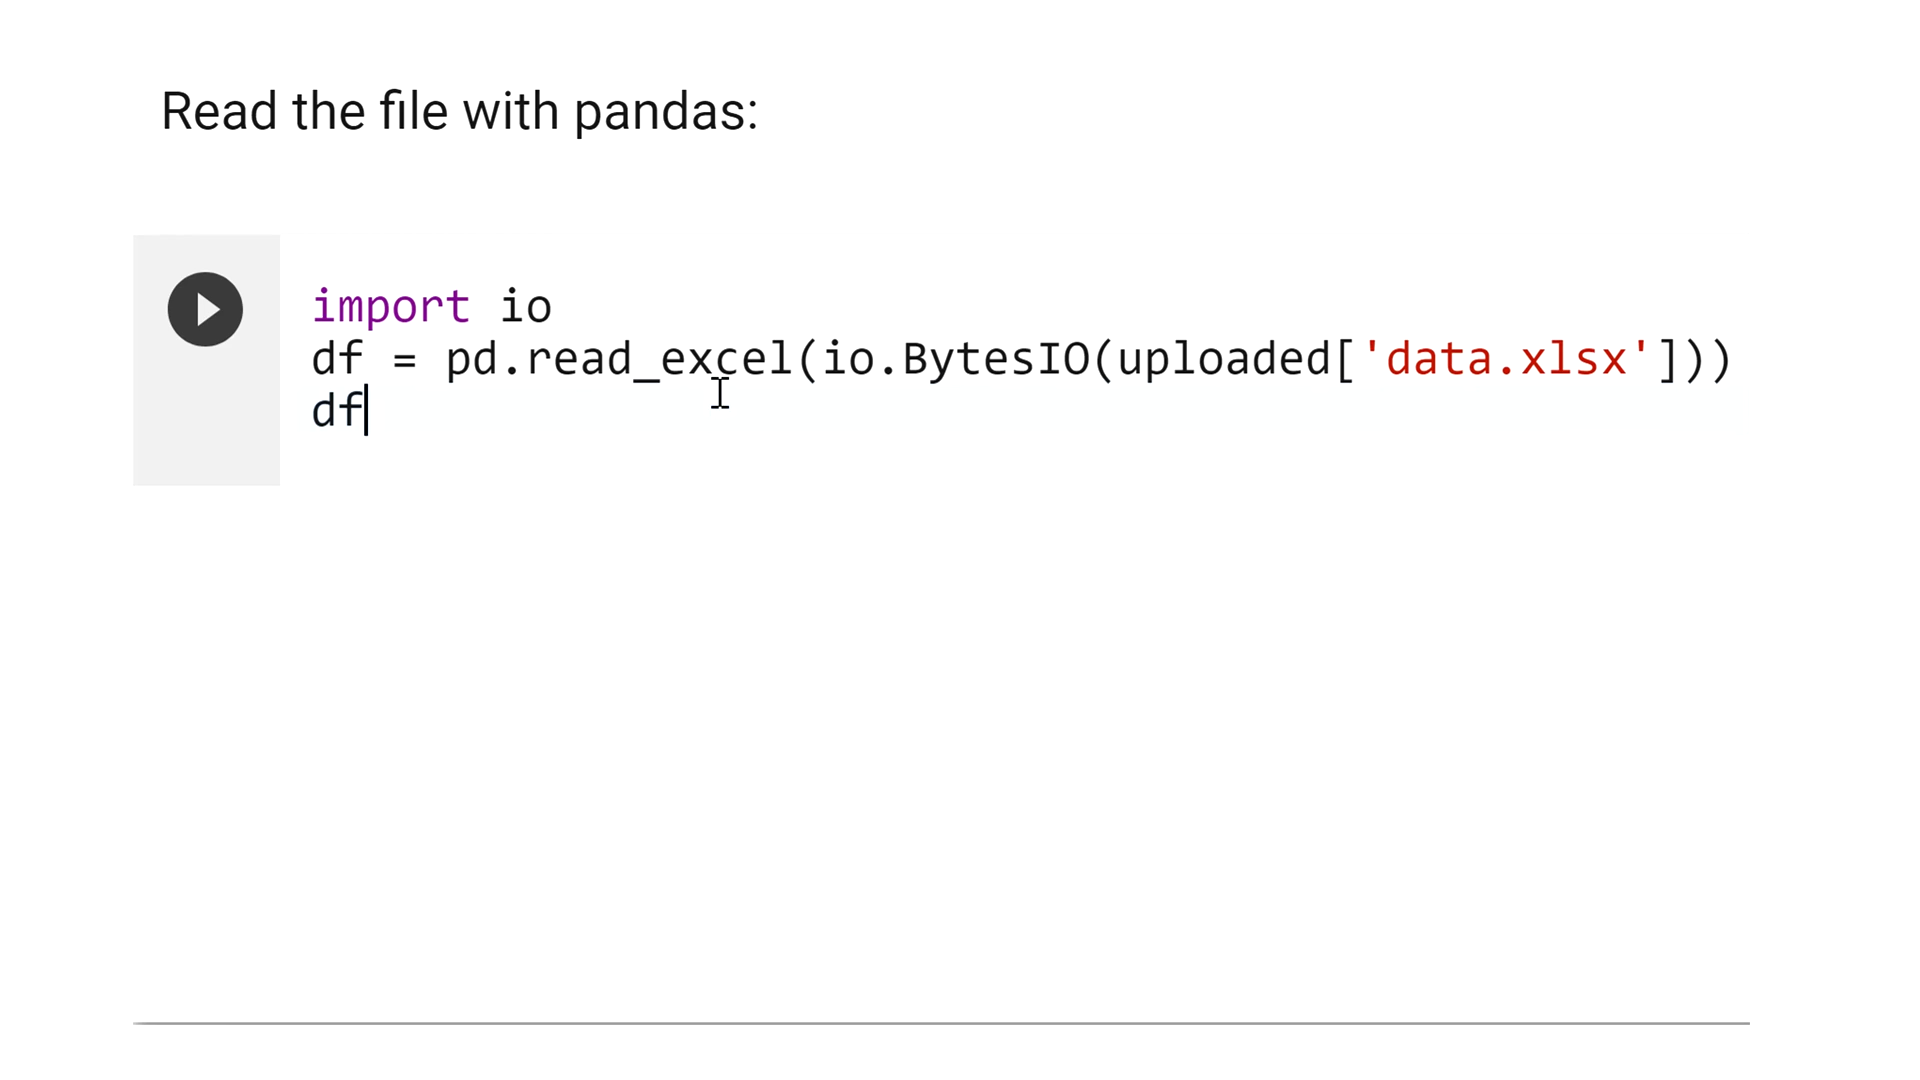 Read the file with pandas:
import io
df = pd.read_excel(io.BytesIO(uploaded['data.xlsx']))
df